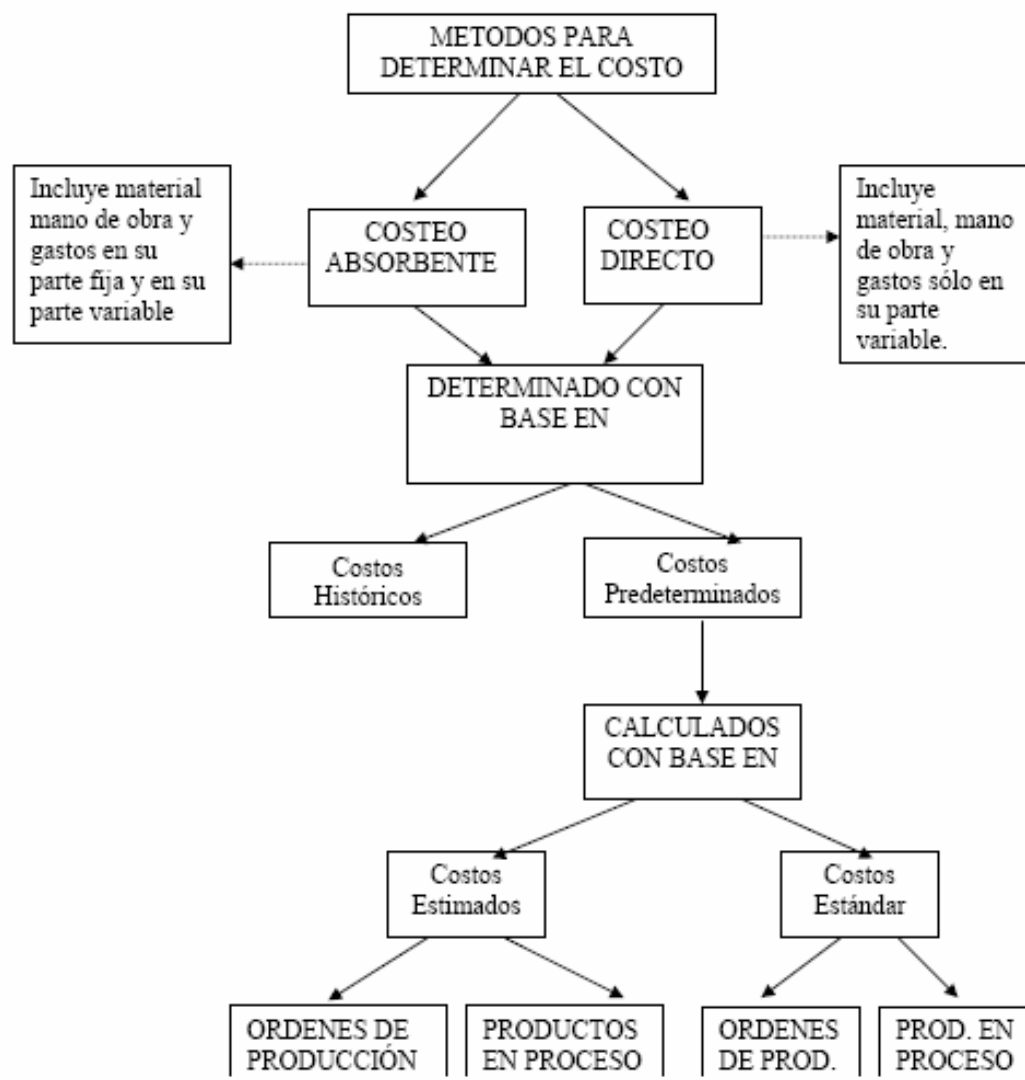 METODOS PARA
DETERMINAR EL COSTO
Incluye material
mano de obra y
gastos en su
parte fija y en su
parte variable
COSTEO
ABSORBENTE
COSTEO
DIRECTO
Incluye
material, mano
de obra y
gastos sólo en
su parte
variable.
DETERMINADO CON
BASE EN
Costos
Históricos
Costos
Predeterminados
CALCULADOS
CON BASE EN
Costos
Estimados
Costos
Estándar
ORDENES DE
PRODUCCIÓN
PRODUCTOS
EN PROCESO
ORDENES
DE PROD.
PROD. EN
PROCESO